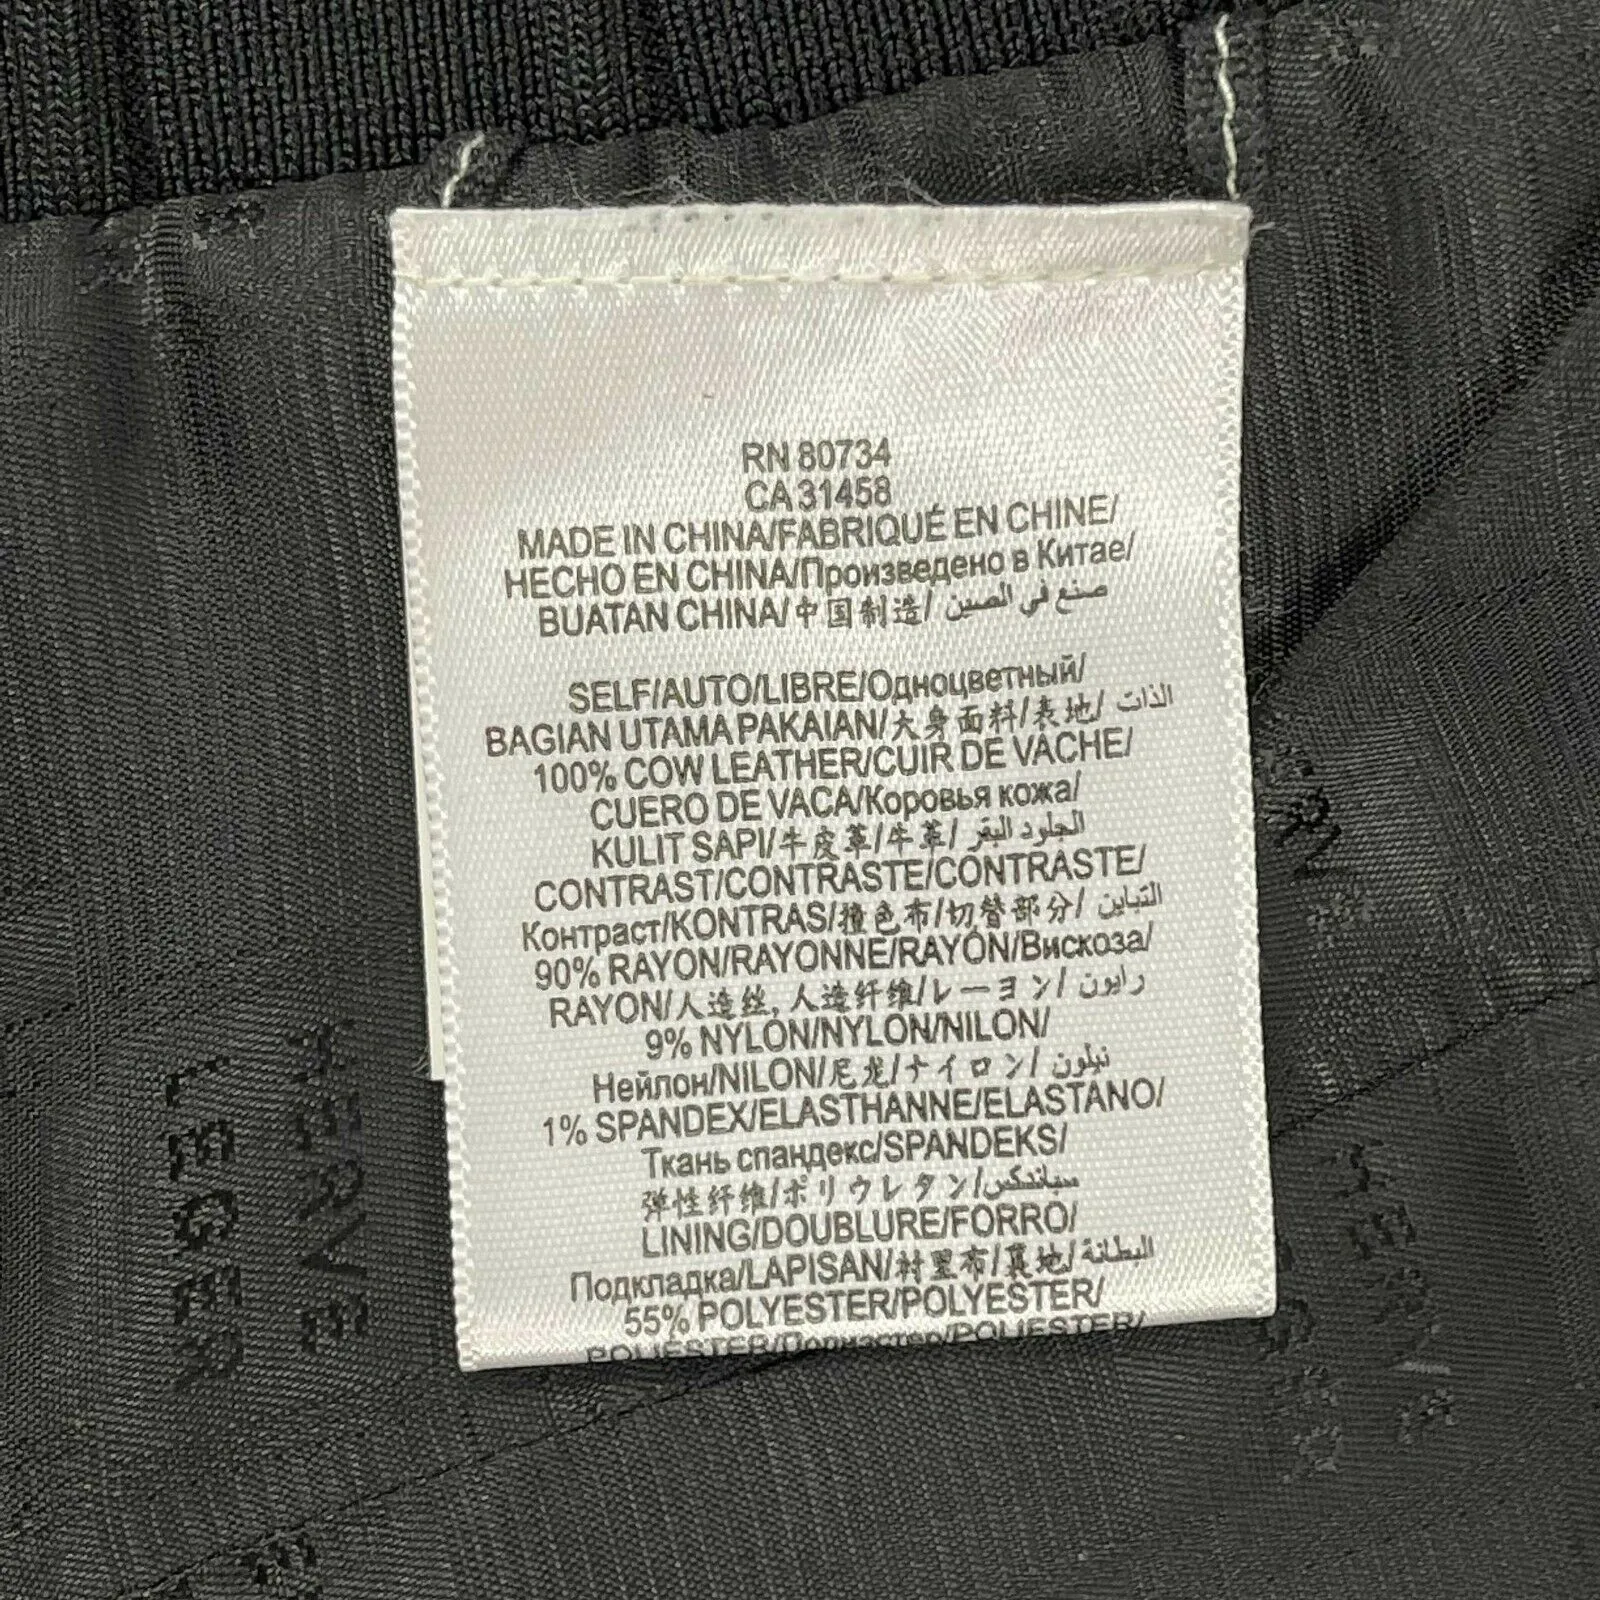 RN 80734
CA 31458
MADE IN CHINA/FABRIQUÉ EN CHINE/
HECHO EN CHINA/Произведено в Китае/
BUATAN CHINA/中国制造/ صنع في الصين
SELF/AUTO/LIBRE/Одноцветный/
BAGIAN UTAMA PAKAIAN/大身面料/表地/ الذات
100% COW LEATHER/CUIR DE VACHE/
CUERO DE VACA/Коровья кожа/
KULIT SAPI/牛皮革/牛革/ الجلود البقر
CONTRAST/CONTRASTE/CONTRASTE/
Контраст/KONTRAS/撞色布/切替部分/ التباين
90% RAYON/RAYONNE/RAYÓN/Вискоза/
RAYON/人造丝,人造纤维/レーヨン/ رايون
9% NYLON/NYLON/NILON/
Нейлон/NILON/尼龙/ナイロン/ نيلون
1% SPANDEX/ELASTHANNE/ELASTANO/
Ткань спандекс/SPANDEKS/
弹性纤维/ポリウレタン/سباندكس
LINING/DOUBLURE/FORRO/
Подкладка/LAPISAN/衬里布/裏地/البطانة
55% POLYESTER/POLYESTER/
POLIÉSTER/Полиэстер/POLIESTER/